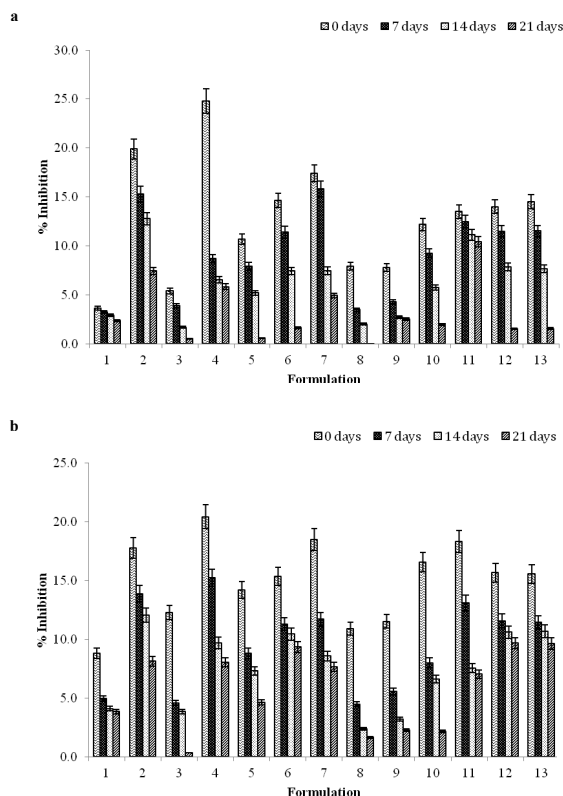 a
0 days 7 days 14 days 21 days
30.0
25.0
20.0
15.0
10.0
5.0
0.0
% Inhibition
1 2 3 4 5 6 7 8 9 10 11 12 13
Formulation
b
0 days 7 days 14 days 21 days
25.0
20.0
15.0
10.0
5.0
0.0
% Inhibition
1 2 3 4 5 6 7 8 9 10 11 12 13
Formulation